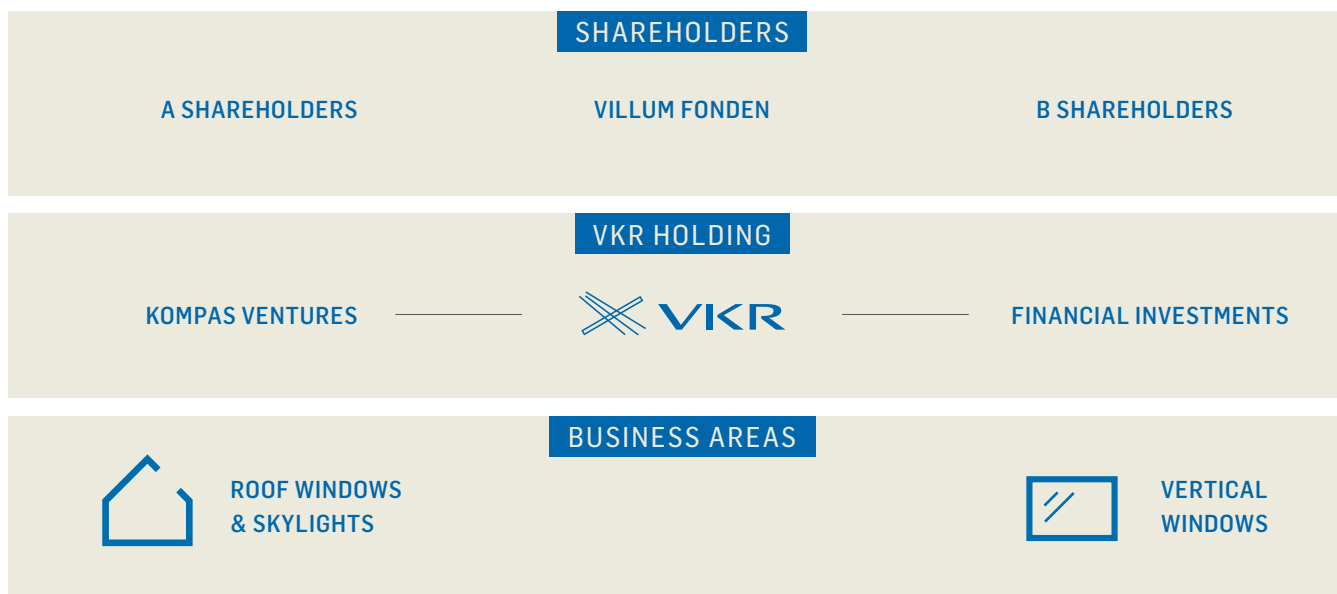 SHAREHOLDERS
A SHAREHOLDERS
VILLUM FONDEN
B SHAREHOLDERS
VKR HOLDING
KOMPAS VENTURES
VKR
FINANCIAL INVESTMENTS
BUSINESS AREAS
ROOF WINDOWS
& SKYLIGHTS
VERTICAL
WINDOWS